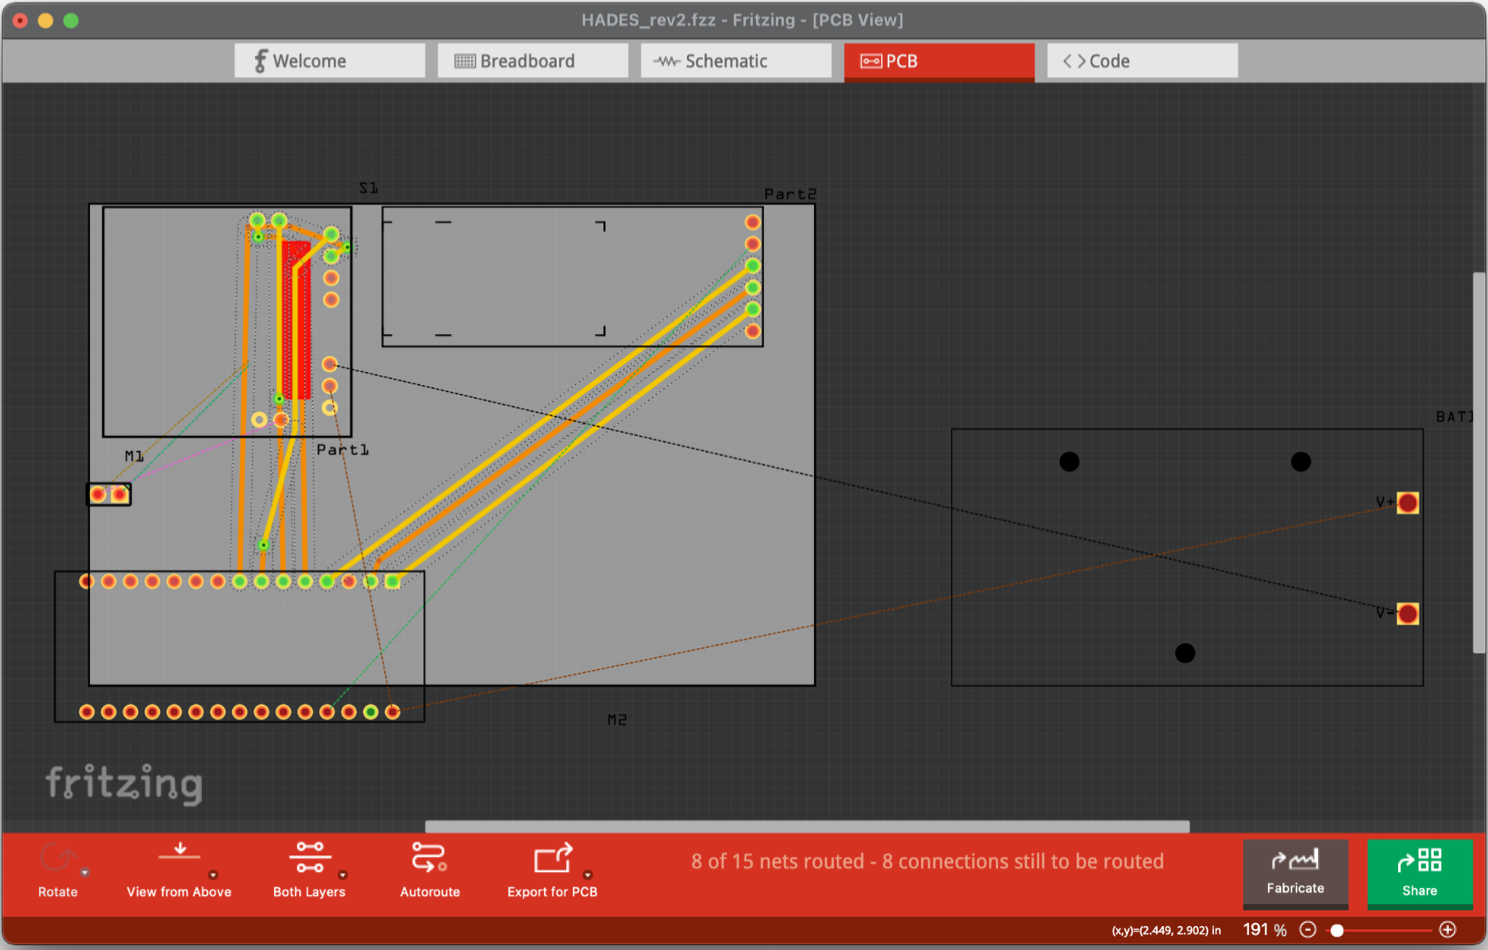 HADES_rev2.fzz - Fritzing - [PCB View]
Welcome
Breadboard
Schematic
PCB
Code
S1
Part2
M1
Part1
BAT1
V+
V-
M2
fritzing
Rotate
View from Above
Both Layers
Autoroute
Export for PCB
8 of 15 nets routed - 8 connections still to be routed
Fabricate
Share
(x,y)=(2.449, 2.902) in
191 %